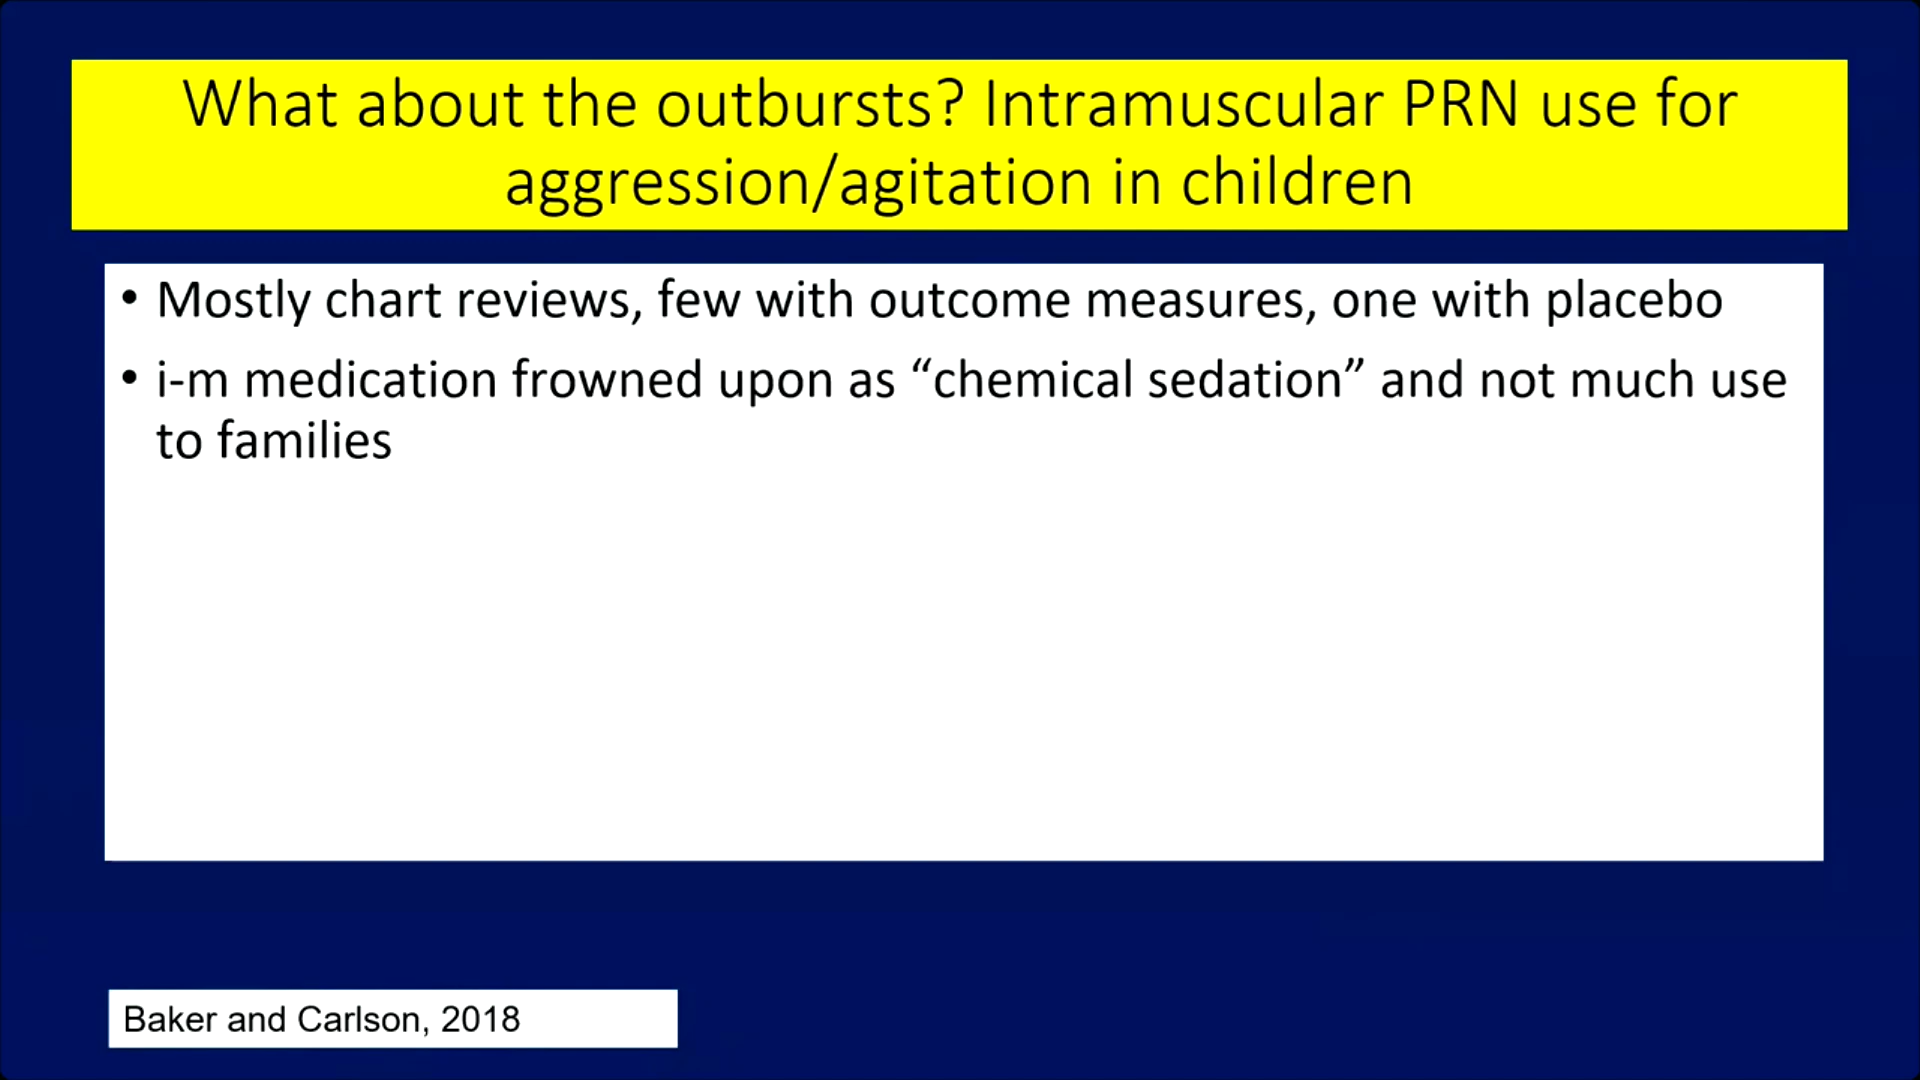 What about the outbursts? Intramuscular PRN use for
aggression/agitation in children
• Mostly chart reviews, few with outcome measures, one with placebo
• i-m medication frowned upon as “chemical sedation” and not much use
to families
Baker and Carlson, 2018